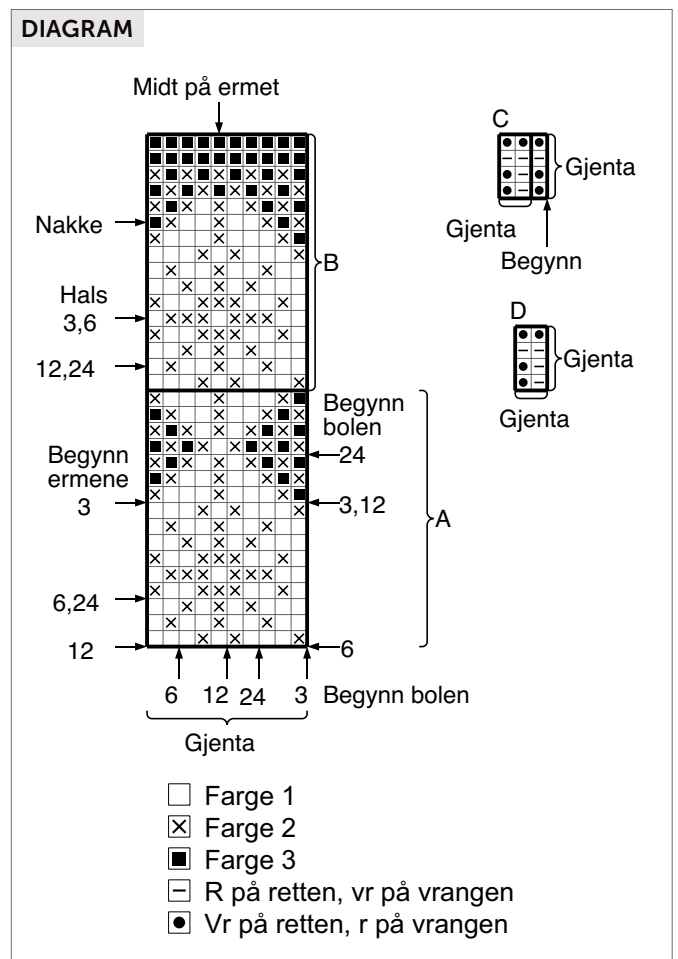 DIAGRAM
Midt på ermet
Nakke
B
Hals
3,6
12,24
Begynn
bolen
24
Begynn
ermene
3
3,12
A
6,24
12
6
6 12 24 3 Begynn bolen
Gjenta
C
Gjenta
Gjenta
Begynn
D
Gjenta
Gjenta
Farge 1
Farge 2
Farge 3
R på retten, vr på vrangen
Vr på retten, r på vrangen